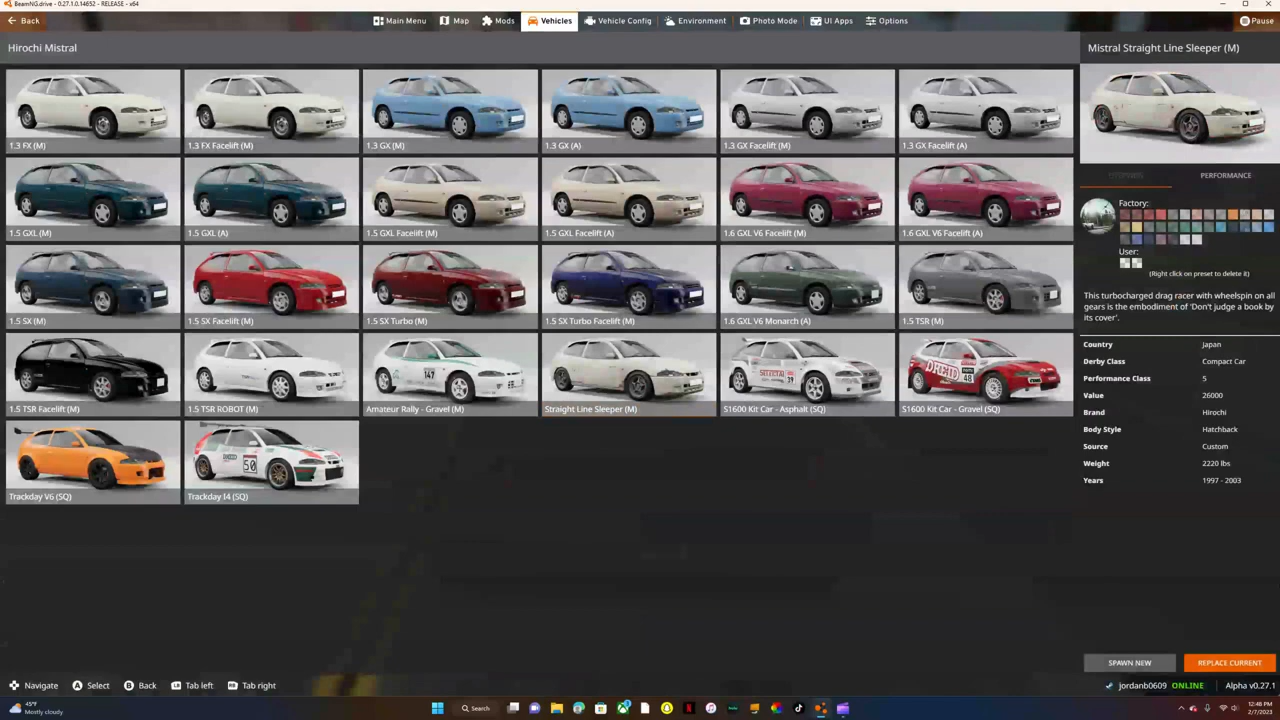 BeamNG.drive - 0.27.1.0.14652 - RELEASE - x64
Back
Main Menu
Map
Mods
Vehicles
Vehicle Config
Environment
Photo Mode
UI Apps
Options
Pause
Hirochi Mistral
Mistral Straight Line Sleeper (M)
1.3 FX (M)
1.3 FX Facelift (M)
1.3 GX (M)
1.3 GX (A)
1.3 GX Facelift (M)
1.3 GX Facelift (A)
PERFORMANCE
Factory:
1.5 GXL (M)
1.5 GXL (A)
1.5 GXL Facelift (M)
1.5 GXL Facelift (A)
1.6 GXL V6 Facelift (M)
1.6 GXL V6 Facelift (A)
User:
(Right click on preset to delete it)
This turbocharged drag racer with wheelspin on all
gears is the embodiment of 'Don't judge a book by
its cover'.
1.5 SX (M)
1.5 SX Facelift (M)
1.5 SX Turbo (M)
1.5 SX Turbo Facelift (M)
1.6 GXL V6 Monarch (A)
1.5 TSR (M)
Country Japan
Derby Class Compact Car
Performance Class 5
Value 26000
Brand Hirochi
Body Style Hatchback
Source Custom
Weight 2220 lbs
Years 1997 - 2003
147
39
DRCID
48
1.5 TSR Facelift (M)
1.5 TSR ROBOT (M)
Amateur Rally - Gravel (M)
Straight Line Sleeper (M)
S1600 Kit Car - Asphalt (SQ)
S1600 Kit Car - Gravel (SQ)
50
Trackday V6 (SQ)
Trackday I4 (SQ)
SPAWN NEW
REPLACE CURRENT
Navigate
A Select
B Back
LB Tab left
RB Tab right
jordanb0609 ONLINE
Alpha v0.27.1
45°F
Mostly cloudy
Search
12:48 PM
2/7/2023